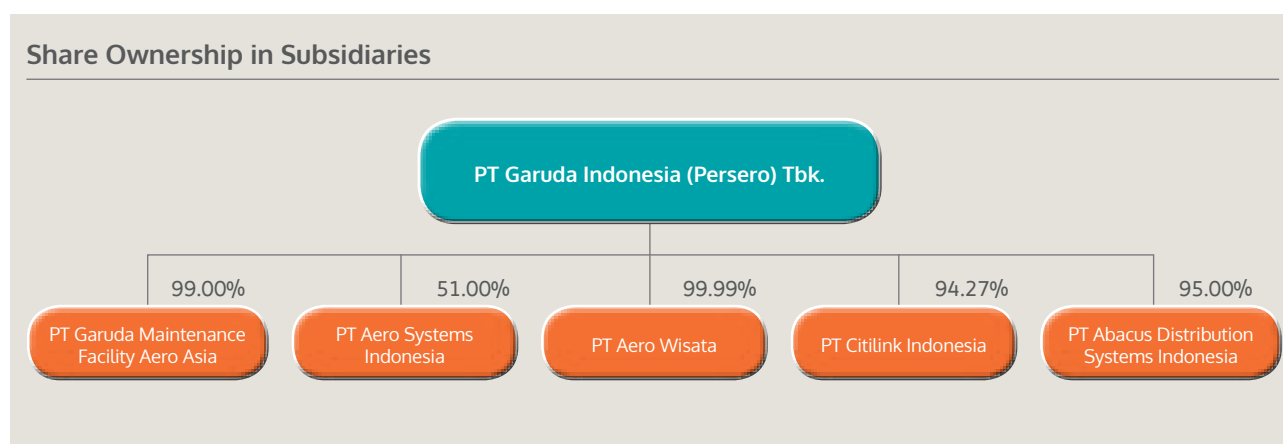 Share Ownership in Subsidiaries
PT Garuda Indonesia (Persero) Tbk.
99.00%
51.00%
99.99%
94.27%
95.00%
PT Garuda Maintenance
Facility Aero Asia
PT Aero Systems
Indonesia
PT Aero Wisata
PT Citilink Indonesia
PT Abacus Distribution
Systems Indonesia